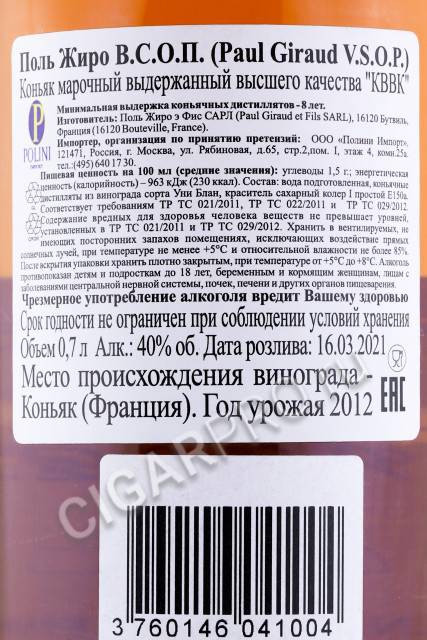 Поль Жиро В.С.О.П. (Paul Giraud V.S.O.P.)
Коньяк марочный выдержанный высшего качества "КВВК"
Минимальная выдержка коньячных дистиллятов - 8 лет.
Изготовитель: Поль Жиро э Фис САРЛ (Paul Giraud et Fils SARL), 16120 Бутвиль,
Франция (16120 Bouteville, France).
Импортер, организация по принятию претензий: ООО "Полини Импорт",
121471, Россия, г. Москва, ул. Рябиновая, д.65, стр.2,пом. I, этаж 4, комн.25а.
тел.:(495)640 17 30.
POLINI
Пищевая ценность на 100 мл (средние значения): углеводы 1,5 г; энергетическая
ценность (калорийность) – 963 кДж (230 ккал). Состав: вода подготовленная, коньячные
дистилляты из винограда сорта Уни Блан, краситель сахарный колер I простой E150a.
Соответствует требованиям ТР ТС 021/2011, ТР ТС 022/2011 и ТР ТС 029/2012.
Содержание вредных для здоровья человека веществ не превышает уровней,
установленных в ТР ТС 021/2011 и ТР ТС 029/2012. Хранить в вентилируемых, не
имеющих посторонних запахов помещениях, исключающих воздействие прямых
солнечных лучей, при температуре не менее +5°С и относительной влажности не более 85%.
После вскрытия упаковки хранить плотно закрытым, при температуре от +5°С до +8°С. Алкоголь
противопоказан детям и подросткам до 18 лет, беременным и кормящим женщинам, лицам с
заболеваниями центральной нервной системы, почек, печени и других органов пищеварения.
Чрезмерное употребление алкоголя вредит Вашему здоровью
Срок годности не ограничен при соблюдении условий хранения
Объем 0,7 л Алк.: 40% об. Дата розлива: 16.03.2021
Место происхождения винограда -
Коньяк (Франция). Год урожая 2012
EAC
CIGARPRO.RU
3 760146 041004